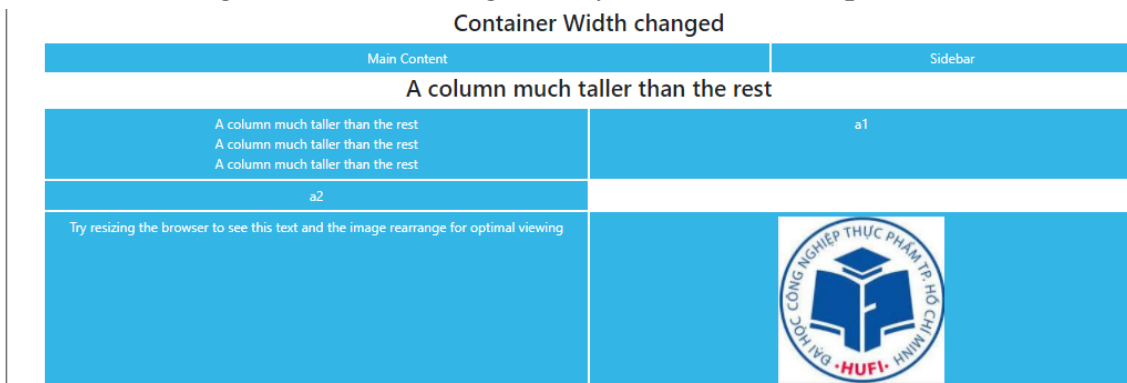 Container Width changed
Main Content
Sidebar
A column much taller than the rest
A column much taller than the rest
A column much taller than the rest
A column much taller than the rest
a1
a2
Try resizing the browser to see this text and the image rearrange for optimal viewing
ĐẠI HỌC CÔNG NGHIỆP THỰC PHẨM TP. HỒ CHÍ MINH
·HUFI·